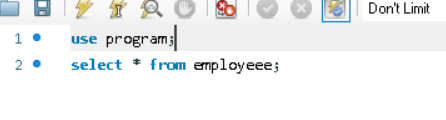 Don't Limit
1 use program;
2 select * from employeee;